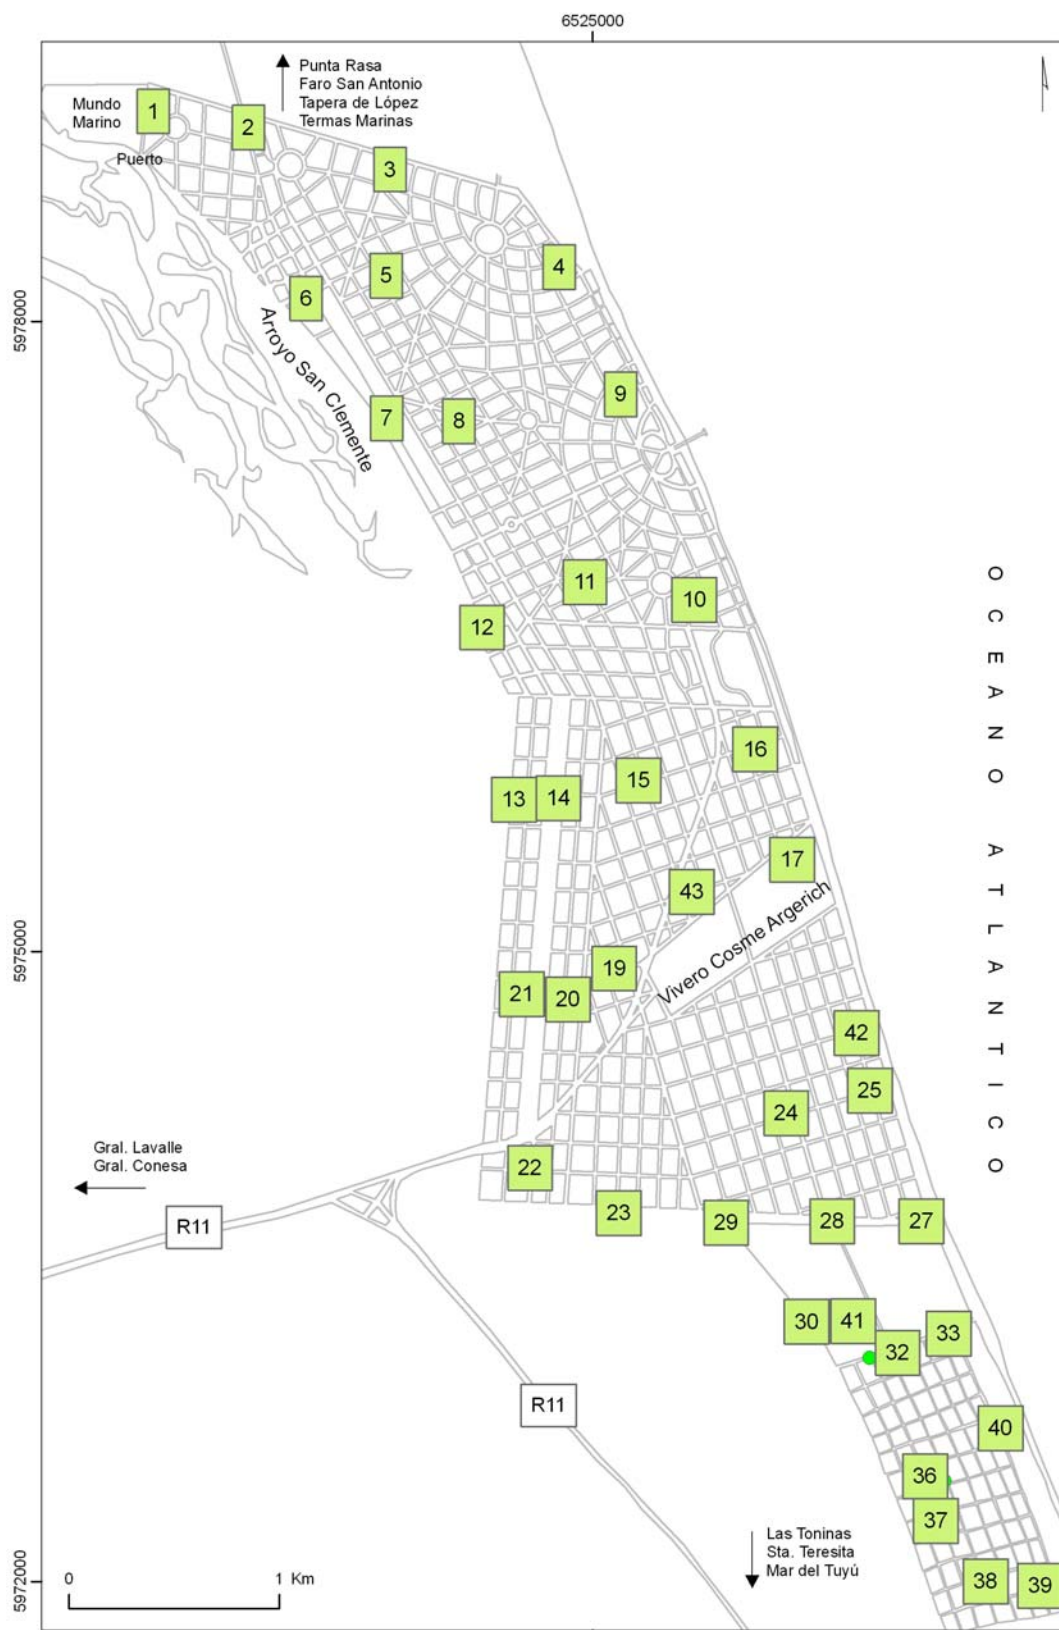 6525000
Punta Rasa
Faro San Antonio
Tapera de López
Termas Marinas
Mundo
Marino
Puerto
1
2
3
4
5
6
5978000
Arroyo San Clemente
7
8
9
10
11
12
OCEANO ATLANTICO
13
14
15
16
17
43
Vivero Cosme Argerich
5975000
19
20
21
42
25
24
Gral. Lavalle
Gral. Conesa
22
R11
23
29
28
27
30
41
32
33
R11
40
36
37
Las Toninas
Sta. Teresita
Mar del Tuyú
38
39
5972000
0 1 Km